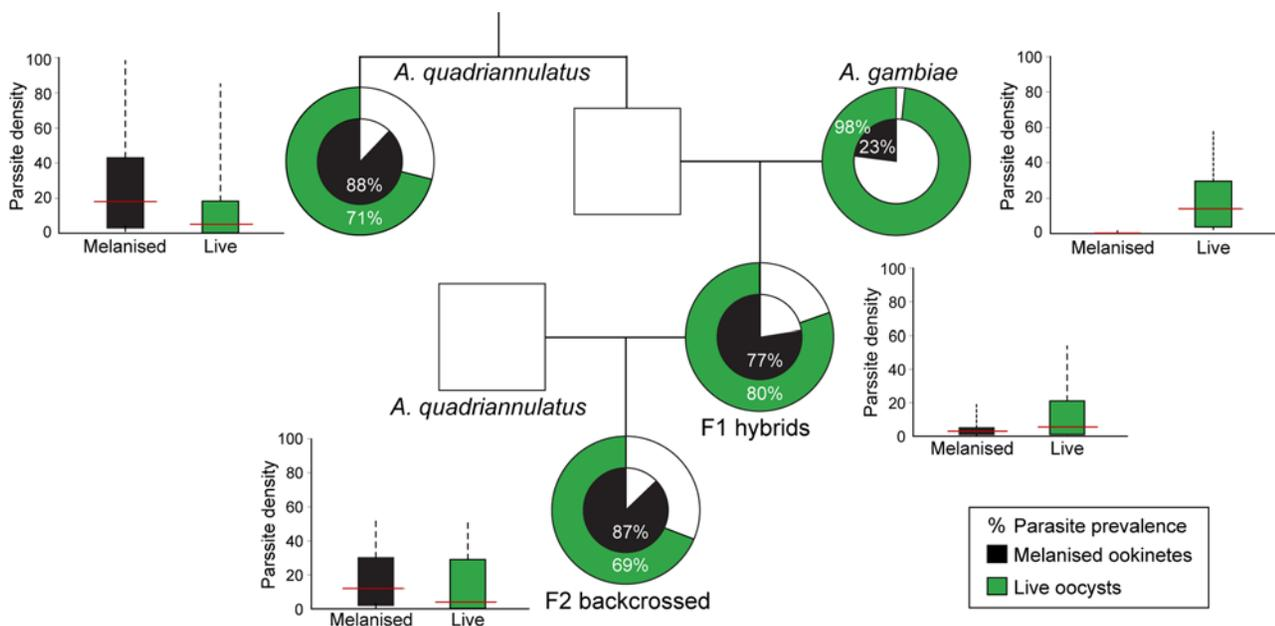 A. quadriannulatus
A. gambiae
Parssite density
100
80
60
40
20
0
Melanised
Live
88%
71%
98%
23%
Parssite density
100
80
60
40
20
0
Melanised
Live
77%
80%
F1 hybrids
Parssite density
100
80
60
40
20
0
Melanised
Live
A. quadriannulatus
87%
69%
F2 backcrossed
Parssite density
100
80
60
40
20
0
Melanised
Live
% Parasite prevalence
Melanised ookinetes
Live oocysts